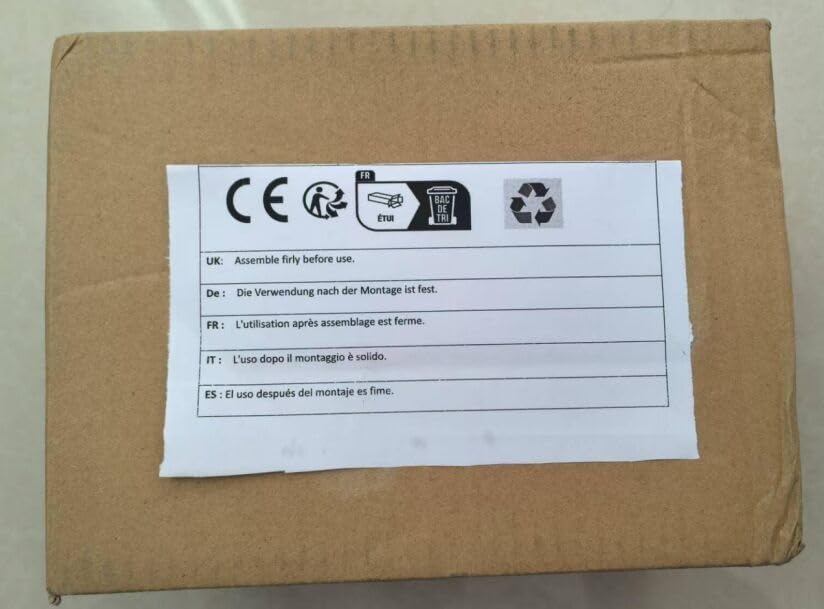 CE
FR
ÉTUI
BAC
DE
TRI
UK: Assemble firly before use.
De : Die Verwendung nach der Montage ist fest.
FR : L'utilisation après assemblage est ferme.
IT : L'uso dopo il montaggio è solido.
ES : El uso después del montaje es fime.